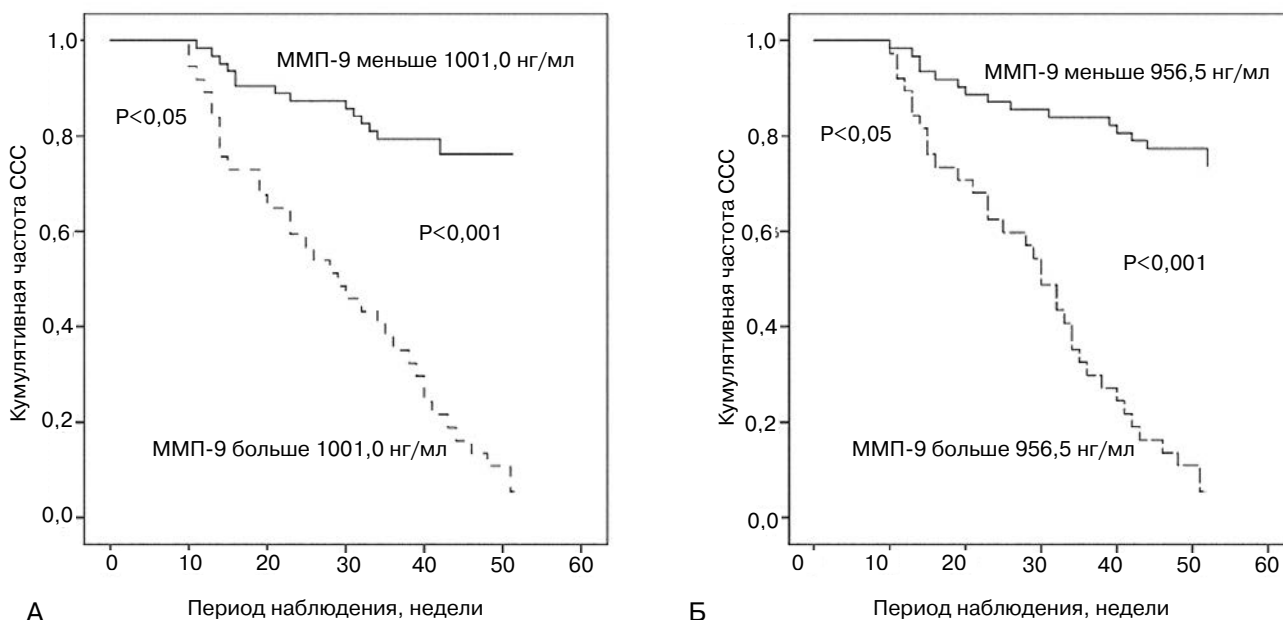 Кумулятивная частота ССС
1,0
0,8
0,6
0,4
0,2
0,0
ММП-9 меньше 1001,0 нг/мл
P<0,05
P<0,001
ММП-9 больше 1001,0 нг/мл
0 10 20 30 40 50 60
Период наблюдения, недели
А
Кумулятивная частота ССС
1,0
0,8
0,6
0,4
0,2
0,0
ММП-9 меньше 956,5 нг/мл
P<0,05
P<0,001
ММП-9 больше 956,5 нг/мл
0 10 20 30 40 50 60
Период наблюдения, недели
Б